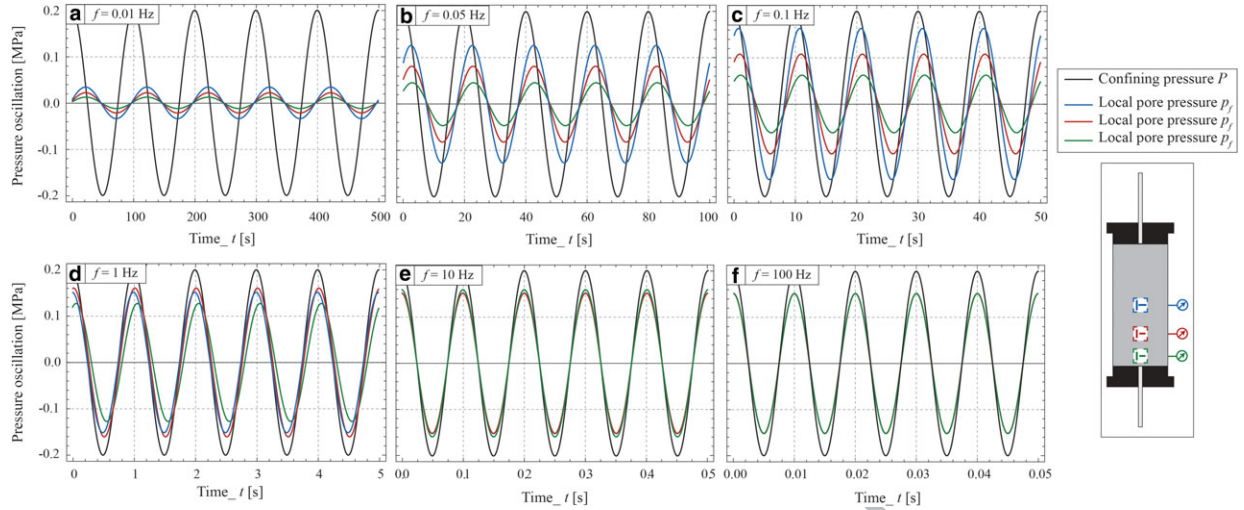 a f = 0.01 Hz
b f = 0.05 Hz
c f = 0.1 Hz
Pressure oscillation [MPa]
0.2
0.1
0.0
-0.1
-0.2
0 100 200 300 400 500
0 20 40 60 80 100
0 10 20 30 40 50
Time_ t [s]
Time_ t [s]
Time_ t [s]
Confining pressure P
Local pore pressure pf
Local pore pressure pf
Local pore pressure pf
d f = 1 Hz
e f = 10 Hz
f f = 100 Hz
Pressure oscillation [MPa]
0.2
0.1
0.0
-0.1
-0.2
0 1 2 3 4 5
0.0 0.1 0.2 0.3 0.4 0.5
0.00 0.01 0.02 0.03 0.04 0.05
Time_ t [s]
Time_ t [s]
Time_ t [s]